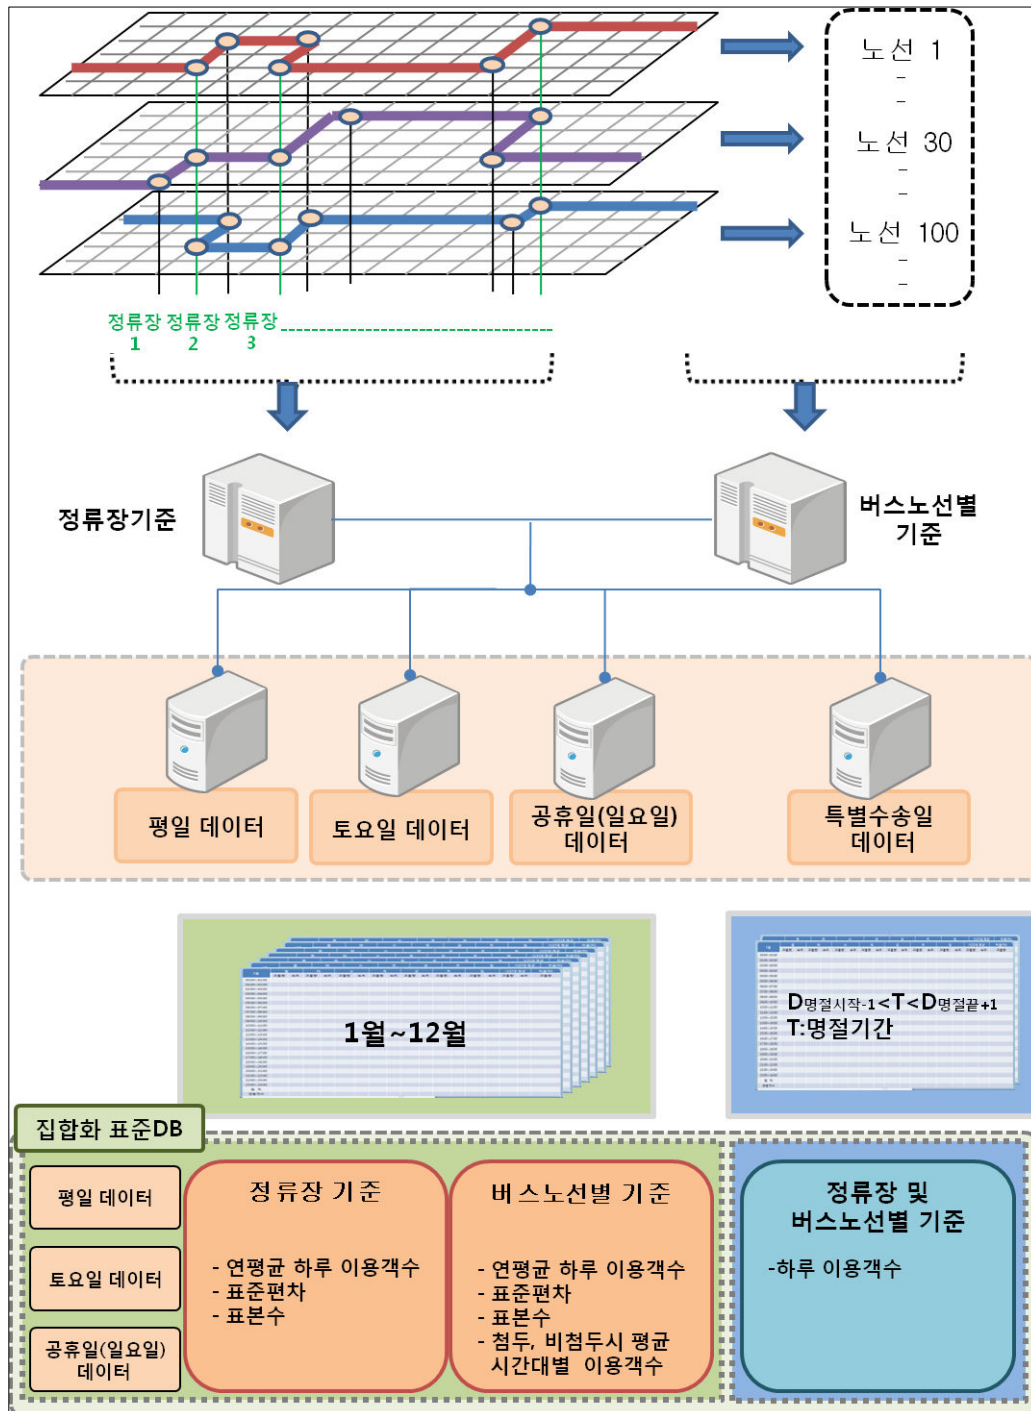 노선 1
-
-
노선 30
-
-
노선 100
-
-
정류장 정류장 정류장
1 2 3
정류장기준
버스노선별
기준
평일 데이터
토요일 데이터
공휴일(일요일)
데이터
특별수송일
데이터
1월~12월
D명절시작-1<T<D명절끝+1
T:명절기간
집합화 표준DB
평일 데이터
토요일 데이터
공휴일(일요일)
데이터
정류장 기준
- 연평균 하루 이용객수
- 표준편차
- 표본수
버스노선별 기준
- 연평균 하루 이용객수
- 표준편차
- 표본수
- 첨두, 비첨두시 평균
시간대별 이용객수
정류장 및
버스노선별 기준
-하루 이용객수